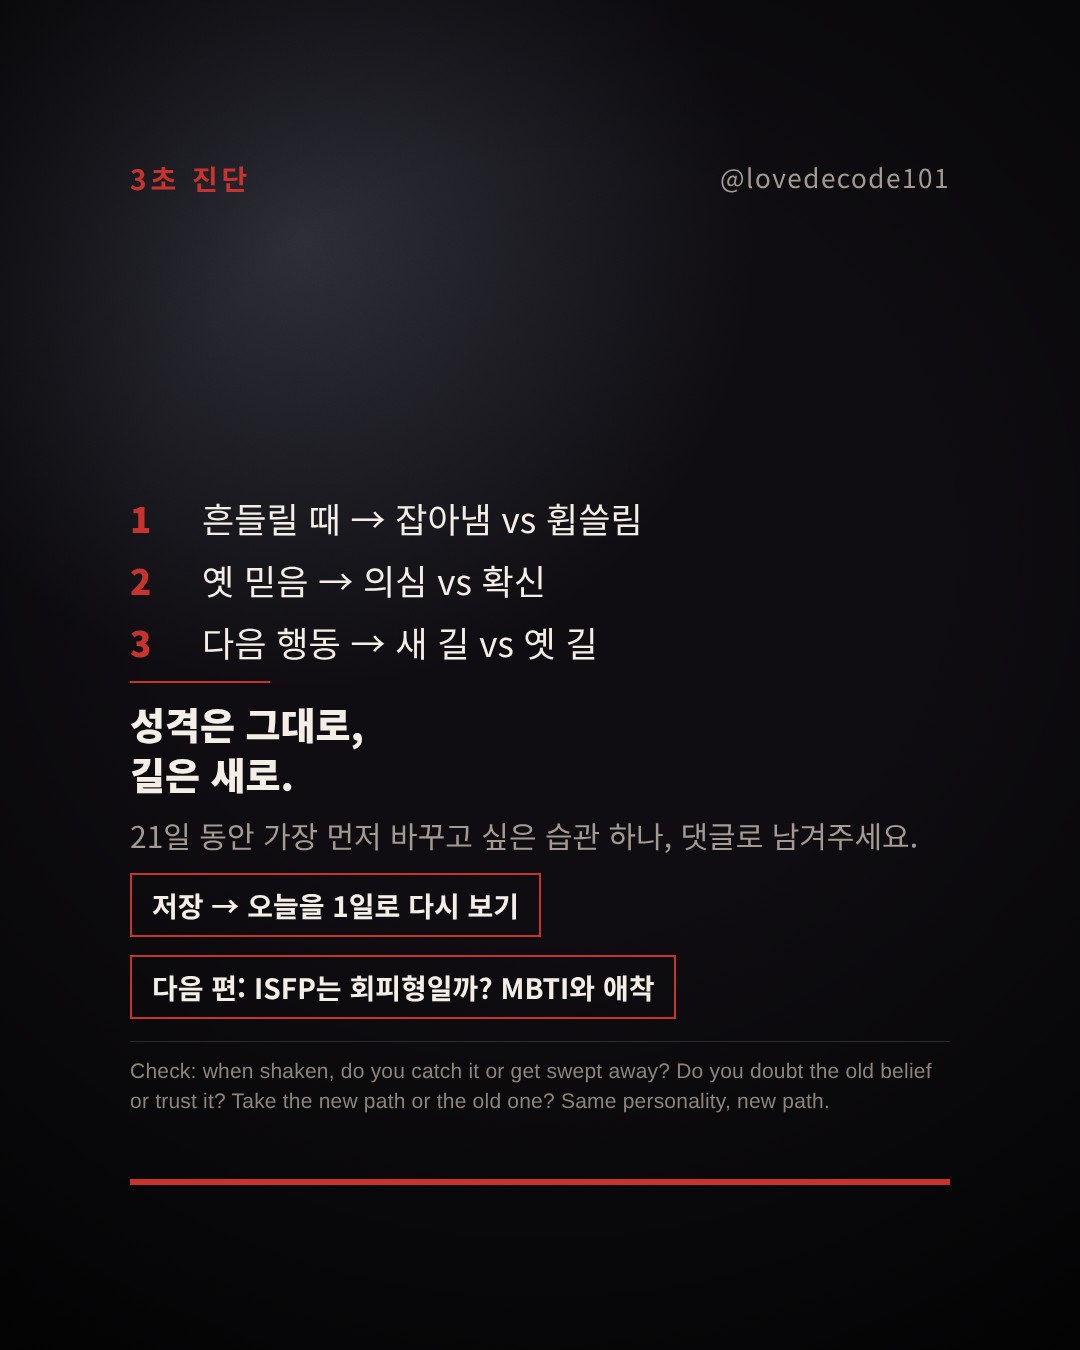 3초 진단
@lovedecode101
1 흔들릴 때 → 잡아냄 vs 휩쓸림
2 옛 믿음 → 의심 vs 확신
3 다음 행동 → 새 길 vs 옛 길
성격은 그대로,
길은 새로.
21일 동안 가장 먼저 바꾸고 싶은 습관 하나, 댓글로 남겨주세요.
저장 → 오늘을 1일로 다시 보기
다음 편: ISFP는 회피형일까? MBTI와 애착
Check: when shaken, do you catch it or get swept away? Do you doubt the old belief
or trust it? Take the new path or the old one? Same personality, new path.